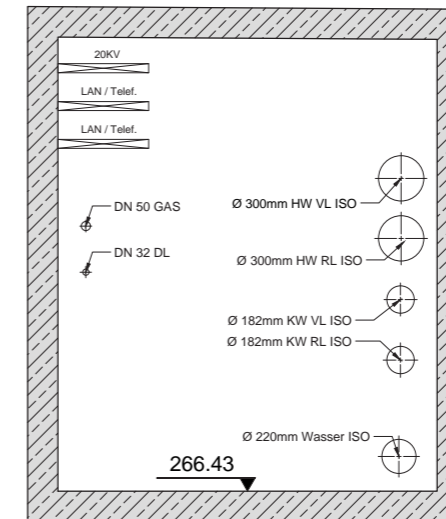 20KV
LAN / Telef.
LAN / Telef.
DN 50 GAS
Ø 300mm HW VL ISO
DN 32 DL
Ø 300mm HW RL ISO
Ø 182mm KW VL ISO
Ø 182mm KW RL ISO
Ø 220mm Wasser ISO
266.43